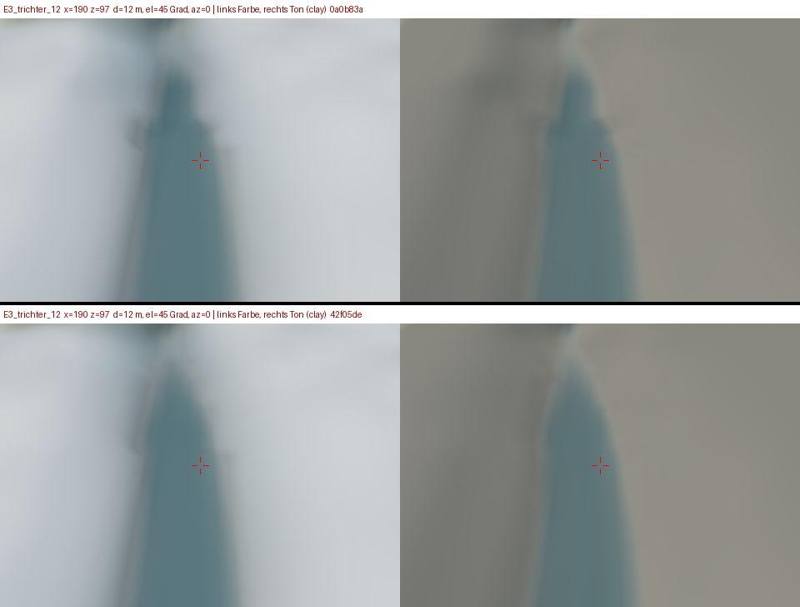 E3_trichter_12 x=190 z=97 d=12 m, el=45 Grad, az=0 | links Farbe, rechts Ton (clay) 0a0b83a
E3_trichter_12 x=190 z=97 d=12 m, el=45 Grad, az=0 | links Farbe, rechts Ton (clay) 42f05de